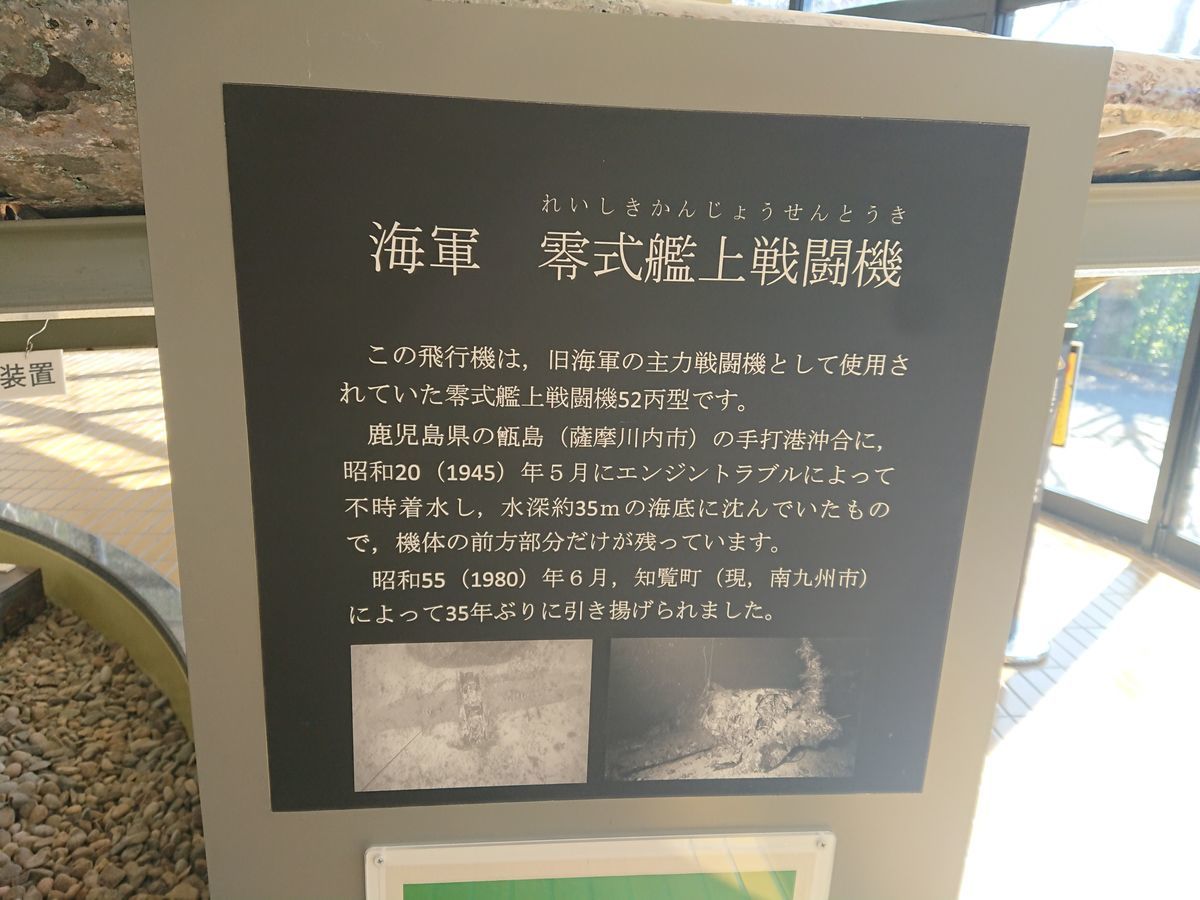 れいしきかんじょうせんとうき
海軍　零式艦上戦闘機
この飛行機は，旧海軍の主力戦闘機として使用さ
れていた零式艦上戦闘機52丙型です。
鹿児島県の甑島（薩摩川内市）の手打港沖合に，
昭和20（1945）年５月にエンジントラブルによって
不時着水し，水深約35ｍの海底に沈んでいたもの
で，機体の前方部分だけが残っています。
昭和55（1980）年６月，知覧町（現，南九州市）
によって35年ぶりに引き揚げられました。
装置